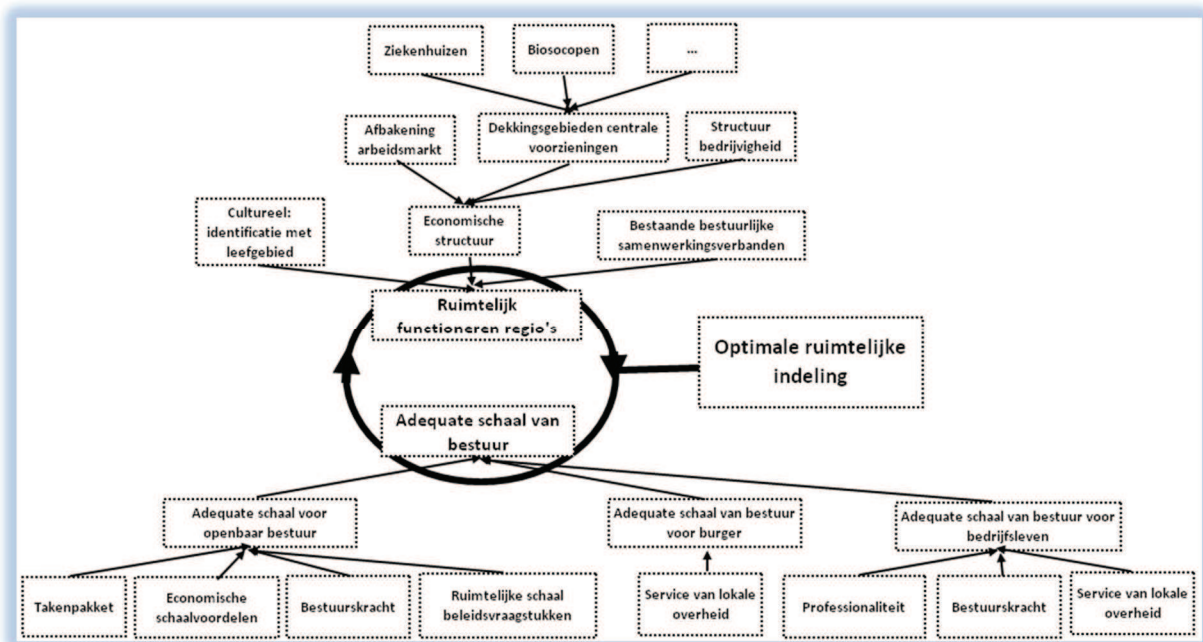 Ziekenhuizen
Biosocopen
...
Afbakening
arbeidsmarkt
Dekkingsgebieden centrale
voorzieningen
Structuur
bedrijvigheid
Cultureel:
identificatie met
leefgebied
Economische
structuur
Bestaande bestuurlijke
samenwerkingsverbanden
Ruimtelijk
functioneren regio's
Optimale ruimtelijke
indeling
Adequate schaal van
bestuur
Adequate schaal voor
openbaar bestuur
Adequate schaal van bestuur
voor burger
Adequate schaal van bestuur voor
bedrijfsleven
Takenpakket
Economische
schaalvoordelen
Bestuurskracht
Ruimtelijke schaal
beleidsvraagstukken
Service van lokale
overheid
Professionaliteit
Bestuurskracht
Service van lokale
overheid